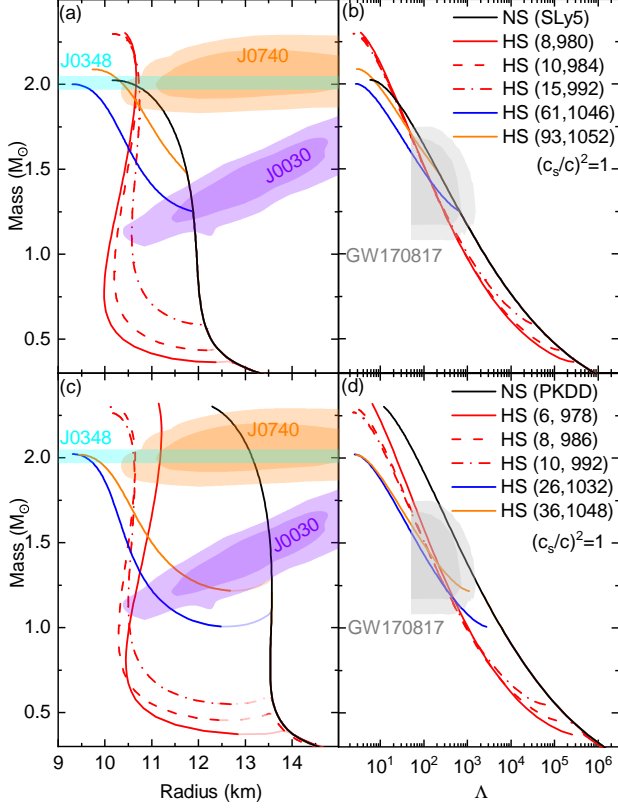 (a)
J0348
J0740
J0030
2.0
1.5
1.0
0.5
Mass (M⊙)
(b)
NS (SLy5)
HS (8,980)
HS (10,984)
HS (15,992)
HS (61,1046)
HS (93,1052)
(cs/c)²=1
GW170817
(c)
J0348
J0740
J0030
2.0
1.5
1.0
0.5
Mass (M⊙)
9 10 11 12 13 14
Radius (km)
(d)
NS (PKDD)
HS (6, 978)
HS (8, 986)
HS (10, 992)
HS (26,1032)
HS (36,1048)
(cs/c)²=1
GW170817
10¹ 10² 10³ 10⁴ 10⁵ 10⁶
Λ